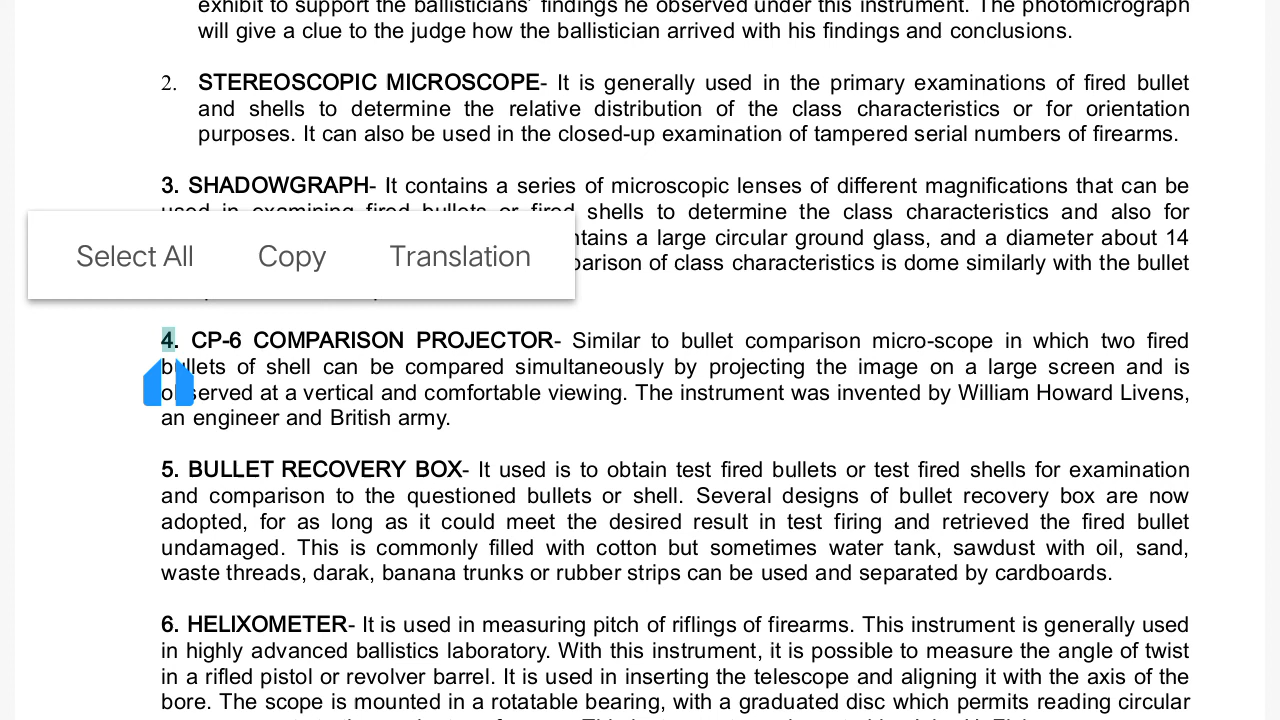 exhibit to support the ballisticians' findings he observed under this instrument. The photomicrograph
will give a clue to the judge how the ballistician arrived with his findings and conclusions.
2. STEREOSCOPIC MICROSCOPE- It is generally used in the primary examinations of fired bullet
and shells to determine the relative distribution of the class characteristics or for orientation
purposes. It can also be used in the closed-up examination of tampered serial numbers of firearms.
3. SHADOWGRAPH- It contains a series of microscopic lenses of different magnifications that can be
used in examining fired bullets or fired shells to determine the class characteristics and also for
a large circular ground glass, and a diameter about 14
of class characteristics is dome similarly with the bullet
Select All Copy Translation
4. CP-6 COMPARISON PROJECTOR- Similar to bullet comparison micro-scope in which two fired
bullets of shell can be compared simultaneously by projecting the image on a large screen and is
observed at a vertical and comfortable viewing. The instrument was invented by William Howard Livens,
an engineer and British army.
5. BULLET RECOVERY BOX- It used is to obtain test fired bullets or test fired shells for examination
and comparison to the questioned bullets or shell. Several designs of bullet recovery box are now
adopted, for as long as it could meet the desired result in test firing and retrieved the fired bullet
undamaged. This is commonly filled with cotton but sometimes water tank, sawdust with oil, sand,
waste threads, darak, banana trunks or rubber strips can be used and separated by cardboards.
6. HELIXOMETER- It is used in measuring pitch of riflings of firearms. This instrument is generally used
in highly advanced ballistics laboratory. With this instrument, it is possible to measure the angle of twist
in a rifled pistol or revolver barrel. It is used in inserting the telescope and aligning it with the axis of the
bore. The scope is mounted in a rotatable bearing, with a graduated disc which permits reading circular